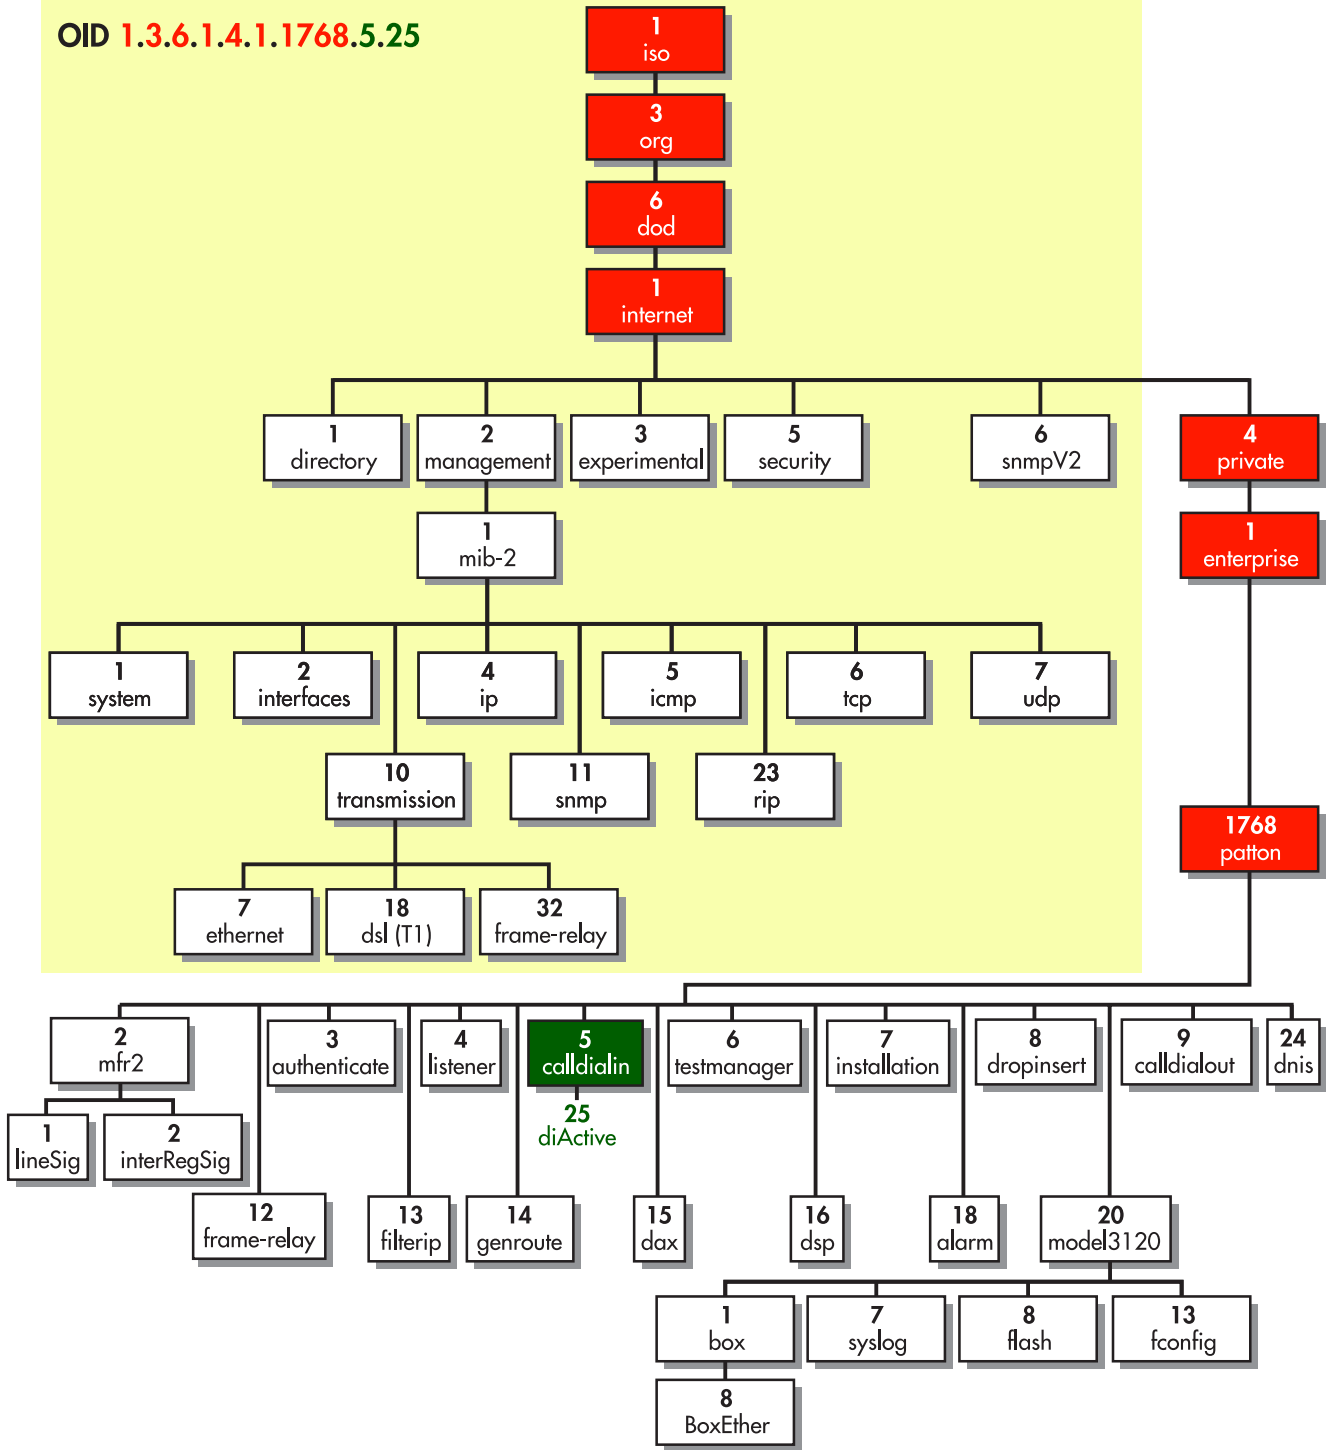 OID 1.3.6.1.4.1.1768.5.25
1
iso
3
org
6
dod
1
internet
1
directory
2
management
3
experimental
5
security
6
snmpV2
4
private
1
mib-2
1
enterprise
1
system
2
interfaces
4
ip
5
icmp
6
tcp
7
udp
10
transmission
11
snmp
23
rip
1768
patton
7
ethernet
18
dsl (T1)
32
frame-relay
2
mfr2
3
authenticate
4
listener
5
calldialin
6
testmanager
7
installation
8
dropinsert
9
calldialout
24
dnis
25
diActive
1
lineSig
2
interRegSig
12
frame-relay
13
filterip
14
genroute
15
dax
16
dsp
18
alarm
20
model3120
1
box
7
syslog
8
flash
13
fconfig
8
BoxEther